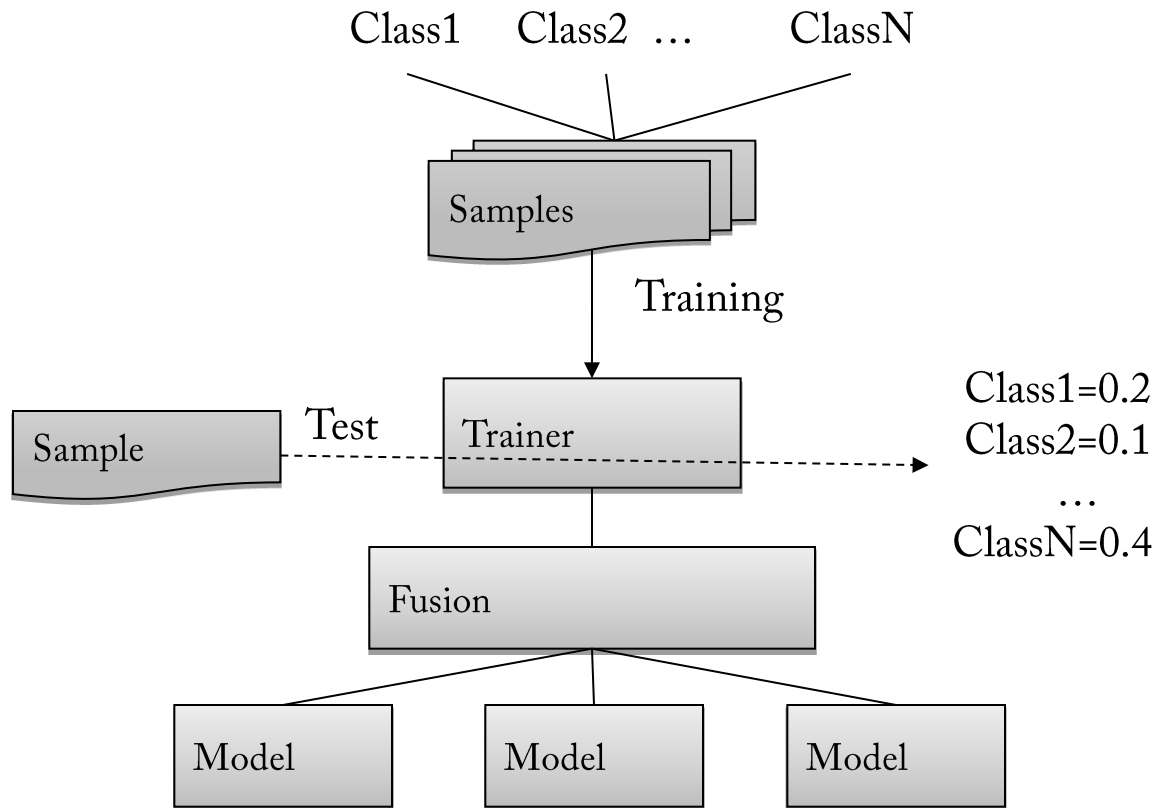 Class1 Class2 … ClassN
Samples
Training
Class1=0.2
Test
Sample
Trainer
Class2=0.1
…
ClassN=0.4
Fusion
Model Model Model